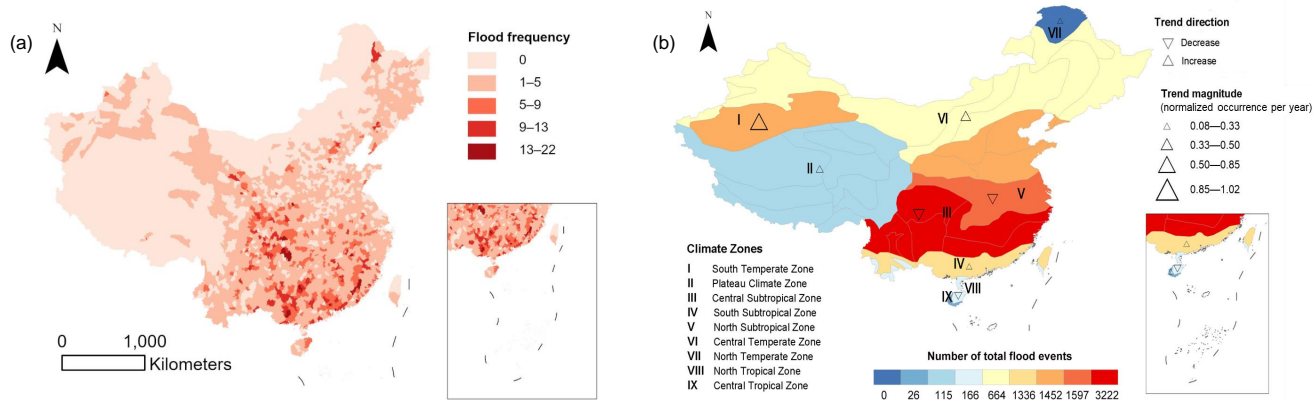 (a)
N
Flood frequency
0
1–5
5–9
9–13
13–22
0 1,000
Kilometers
(b)
N
VII
I
VI
II
III
V
IV
VIII
IX
Trend direction
Decrease
Increase
Trend magnitude
(normalized occurrence per year)
0.08—0.33
0.33—0.50
0.50—0.85
0.85—1.02
Climate Zones
I South Temperate Zone
II Plateau Climate Zone
III Central Subtropical Zone
IV South Subtropical Zone
V North Subtropical Zone
VI Central Temperate Zone
VII North Temperate Zone
VIII North Tropical Zone
IX Central Tropical Zone
Number of total flood events
0 26 115 166 664 1336 1452 1597 3222